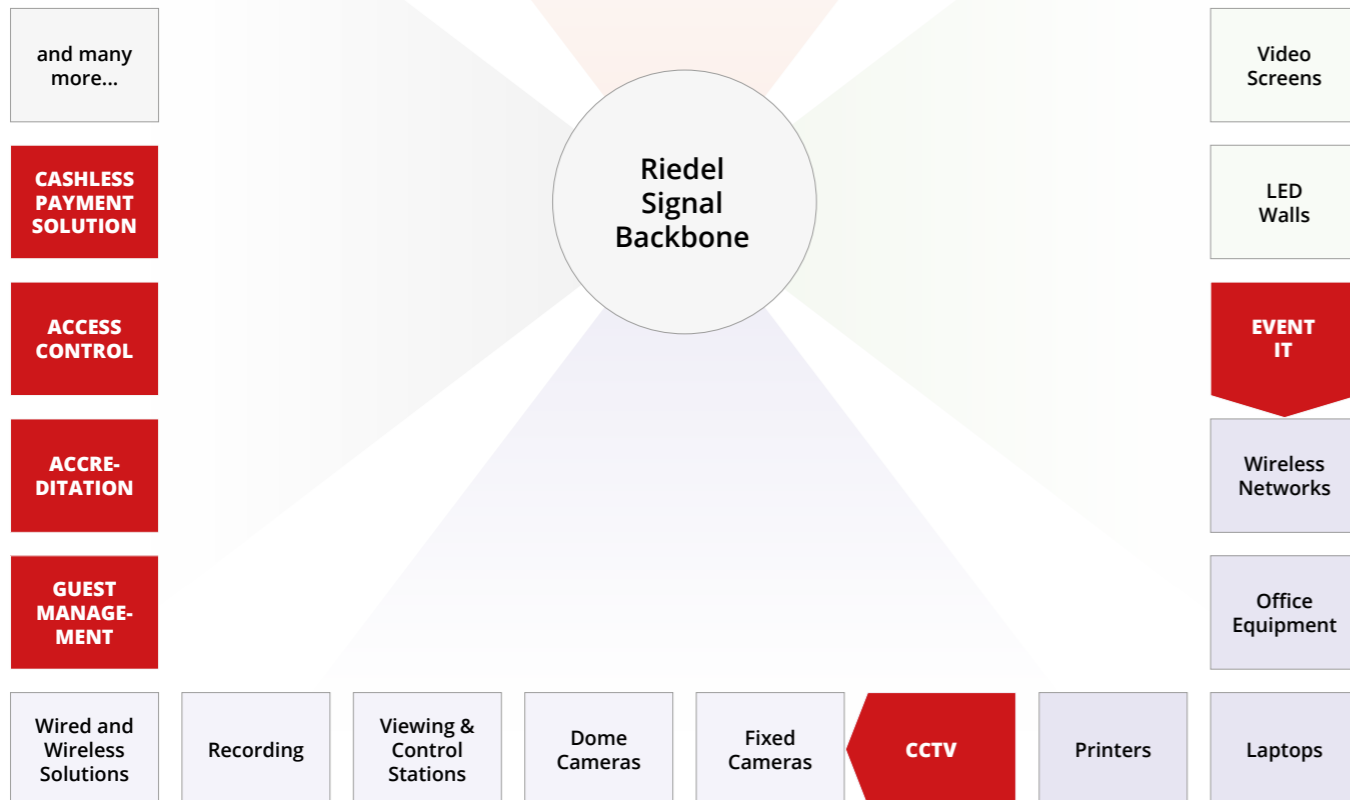 and many
more...
Video
Screens
Riedel
Signal
Backbone
CASHLESS
PAYMENT
SOLUTION
LED
Walls
ACCESS
CONTROL
EVENT
IT
ACCRE-
DITATION
Wireless
Networks
GUEST
MANAGE-
MENT
Office
Equipment
Wired and
Wireless
Solutions
Recording
Viewing &
Control
Stations
Dome
Cameras
Fixed
Cameras
CCTV
Printers
Laptops